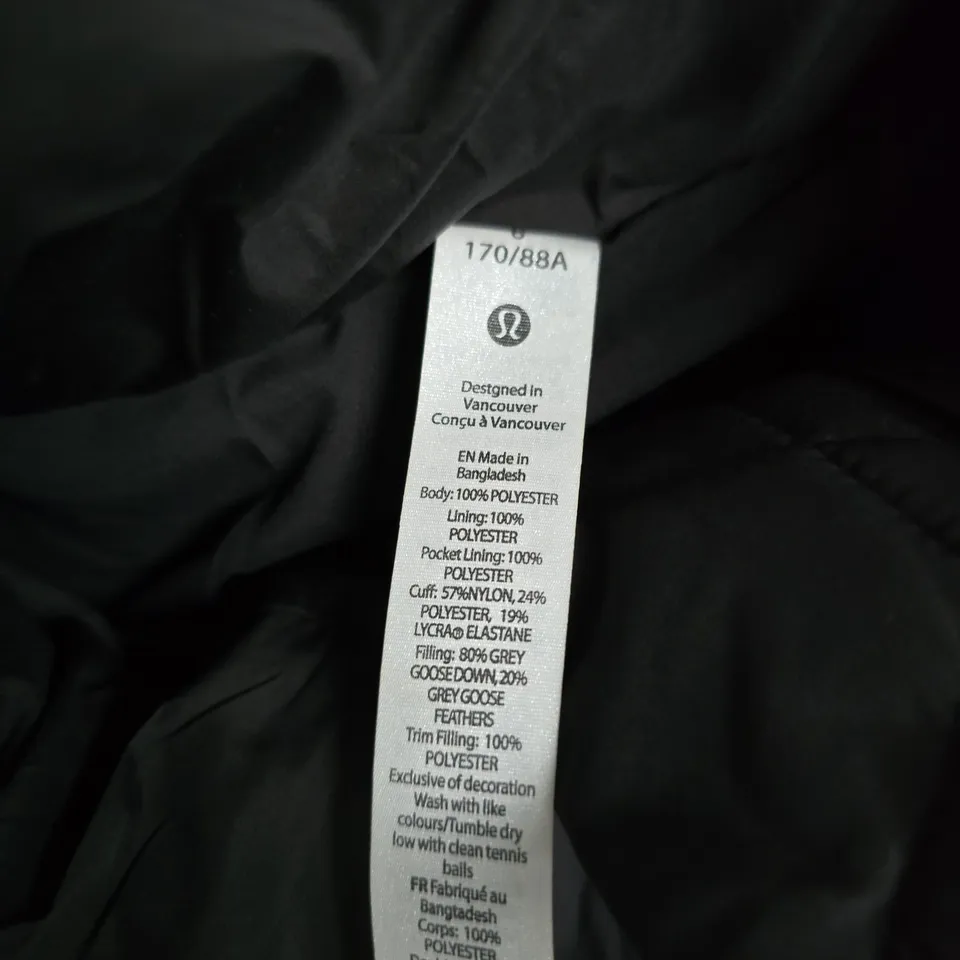 6
170/88A
Destgned in
Vancouver
Conçu à Vancouver
EN Made in
Bangladesh
Body: 100% POLYESTER
Lining: 100%
POLYESTER
Pocket Lining: 100%
POLYESTER
Cuff: 57%NYLON, 24%
POLYESTER, 19%
LYCRA® ELASTANE
Filling: 80% GREY
GOOSE DOWN, 20%
GREY GOOSE
FEATHERS
Trim Filling: 100%
POLYESTER
Exclusive of decoration
Wash with like
colours/Tumble dry
low with clean tennis
bails
FR Fabriqué au
Bangtadesh
Corps: 100%
POLYESTER